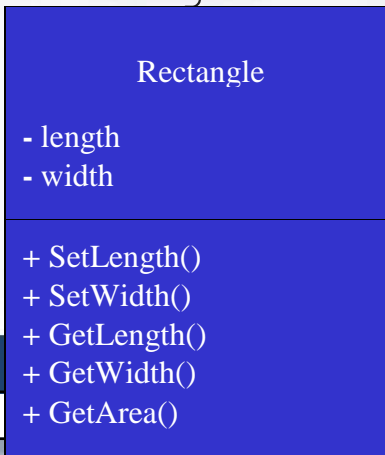 Rectangle
- length
- width
+ SetLength()
+ SetWidth()
+ GetLength()
+ GetWidth()
+ GetArea()